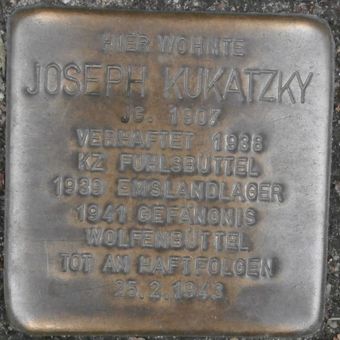 HIER WOHNTE
JOSEPH KUKATZKY
JG. 1907
VERHAFTET 1938
KZ FUHLSBÜTTEL
1939 EMSLANDLAGER
1941 GEFÄNGNIS
WOLFENBÜTTEL
TOT AN HAFTFOLGEN
25.2.1943